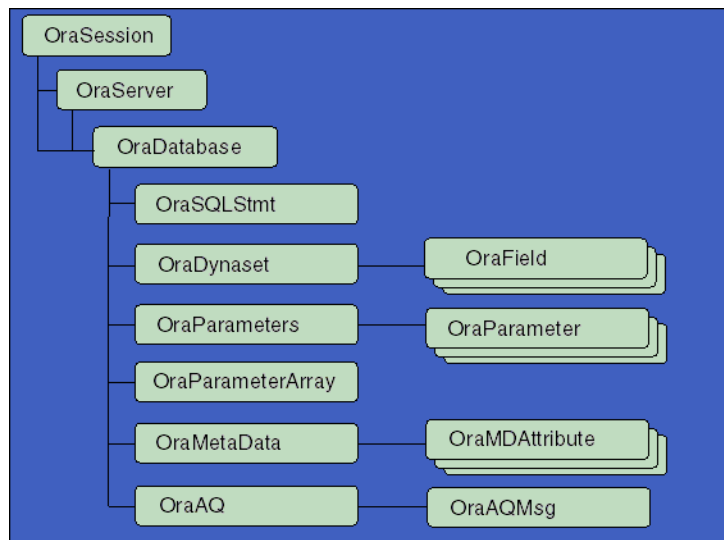 OraSession
OraServer
OraDatabase
OraSQLStmt
OraDynaset
OraField
OraParameters
OraParameter
OraParameterArray
OraMetaData
OraMDAttribute
OraAQ
OraAQMsg